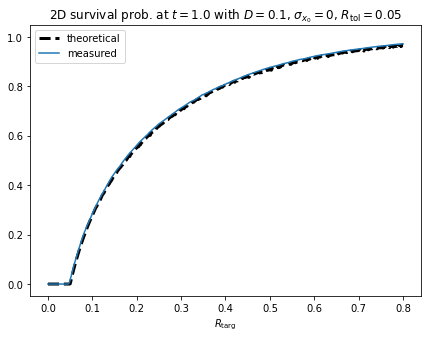 2D survival prob. at t = 1.0 with D = 0.1, σ_{x_0} = 0, R_tol = 0.05
theoretical
measured
1.0
0.8
0.6
0.4
0.2
0.0
0.0 0.1 0.2 0.3 0.4 0.5 0.6 0.7 0.8
R_targ